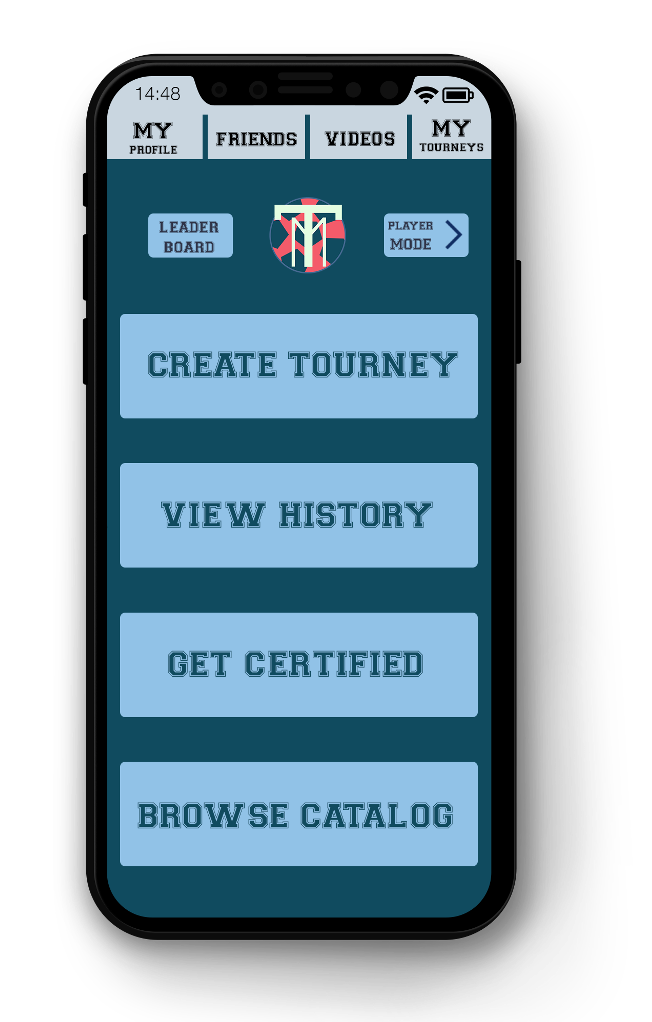 14:48
MY
PROFILE
FRIENDS
VIDEOS
MY
TOURNEYS
LEADER
BOARD
PLAYER
MODE
CREATE TOURNEY
VIEW HISTORY
GET CERTIFIED
BROWSE CATALOG